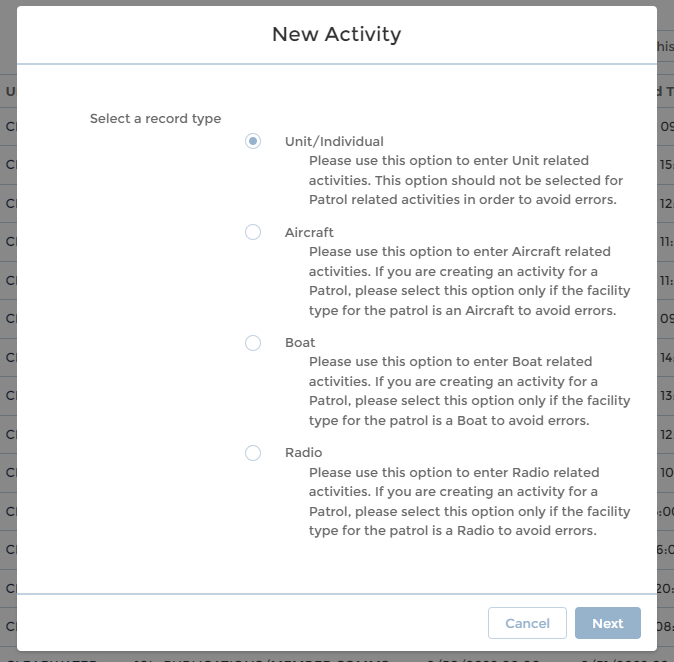 New Activity
Select a record type
Unit/Individual
Please use this option to enter Unit related
activities. This option should not be selected for
Patrol related activities in order to avoid errors.
Aircraft
Please use this option to enter Aircraft related
activities. If you are creating an activity for a
Patrol, please select this option only if the facility
type for the patrol is an Aircraft to avoid errors.
Boat
Please use this option to enter Boat related
activities. If you are creating an activity for a
Patrol, please select this option only if the facility
type for the patrol is a Boat to avoid errors.
Radio
Please use this option to enter Radio related
activities. If you are creating an activity for a
Patrol, please select this option only if the facility
type for the patrol is a Radio to avoid errors.
Cancel
Next